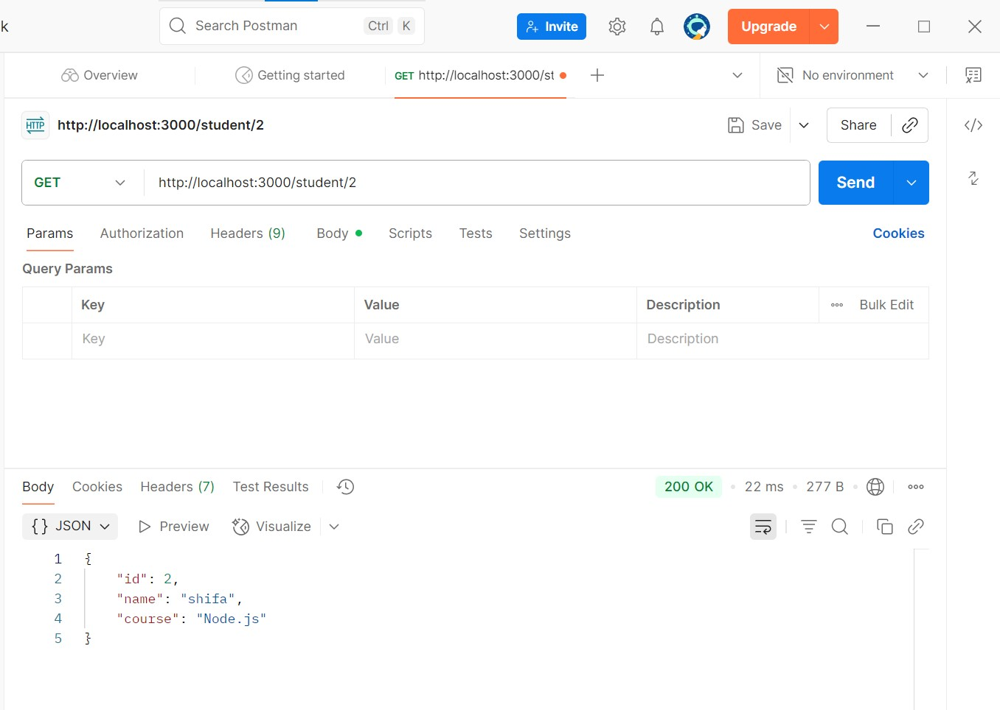 k
Search Postman Ctrl K Invite Upgrade
Overview Getting started GET http://localhost:3000/st No environment
HTTP http://localhost:3000/student/2 Save Share
GET http://localhost:3000/student/2 Send
Params Authorization Headers (9) Body Scripts Tests Settings Cookies
Query Params
Key Value Description Bulk Edit
Key Value Description
Body Cookies Headers (7) Test Results 200 OK 22 ms 277 B
{} JSON Preview Visualize
1 {
2 "id": 2,
3 "name": "shifa",
4 "course": "Node.js"
5 }